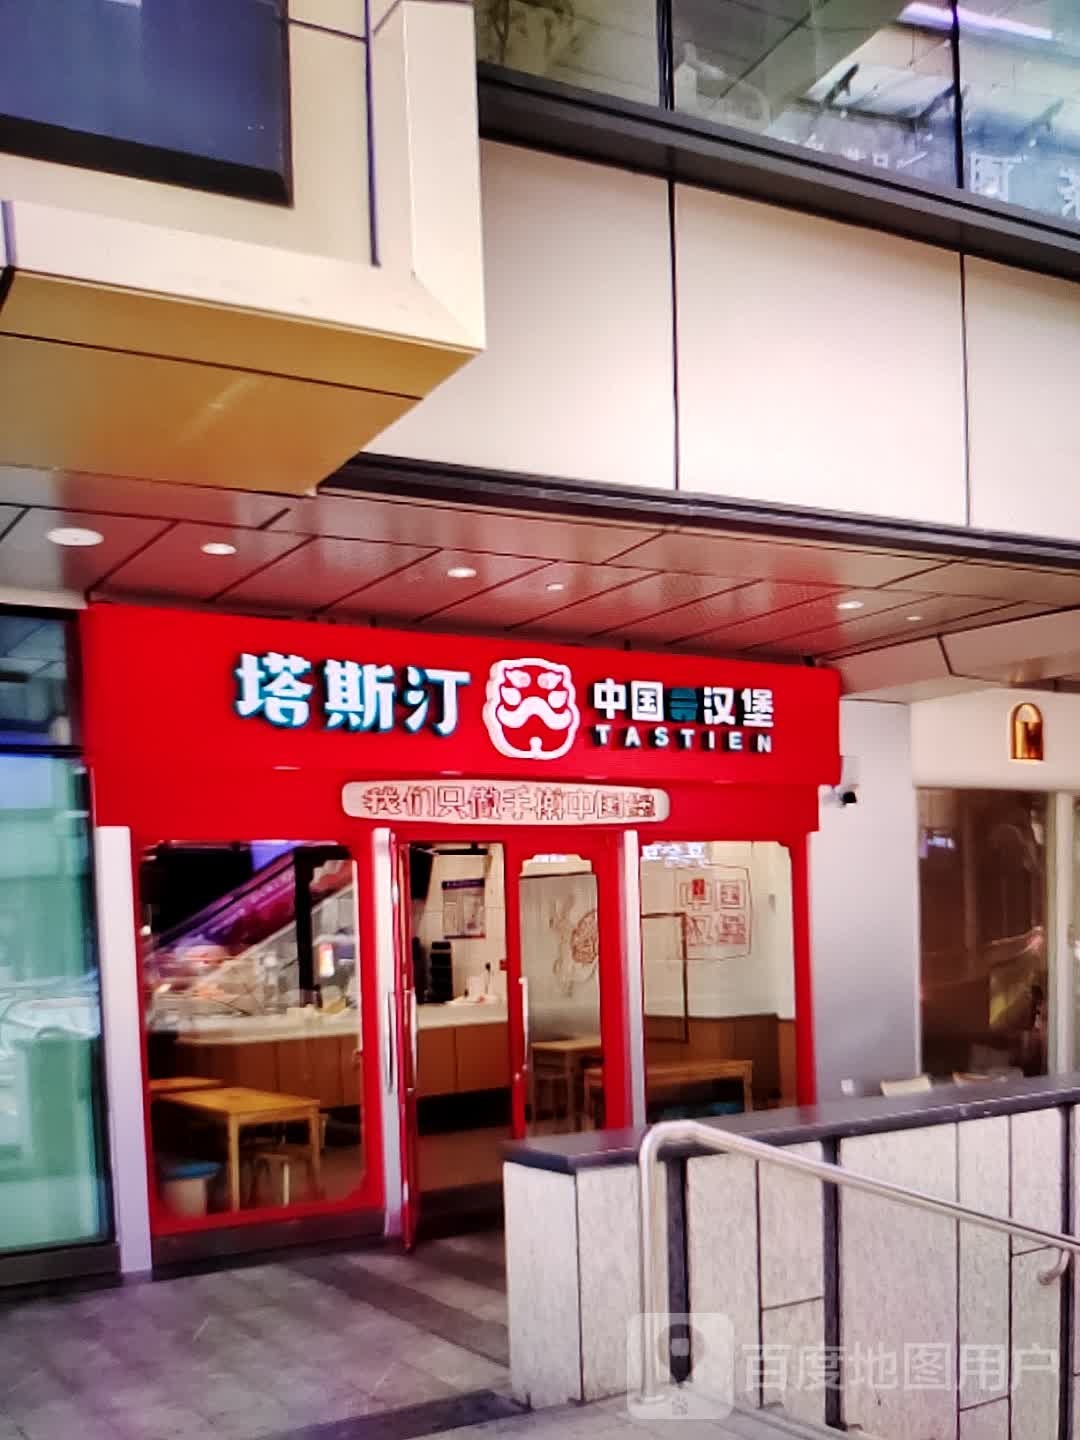 塔斯汀
中国汉堡
TASTIEN
我们只做手擀中国堡
中国
汉堡
百度地图用户